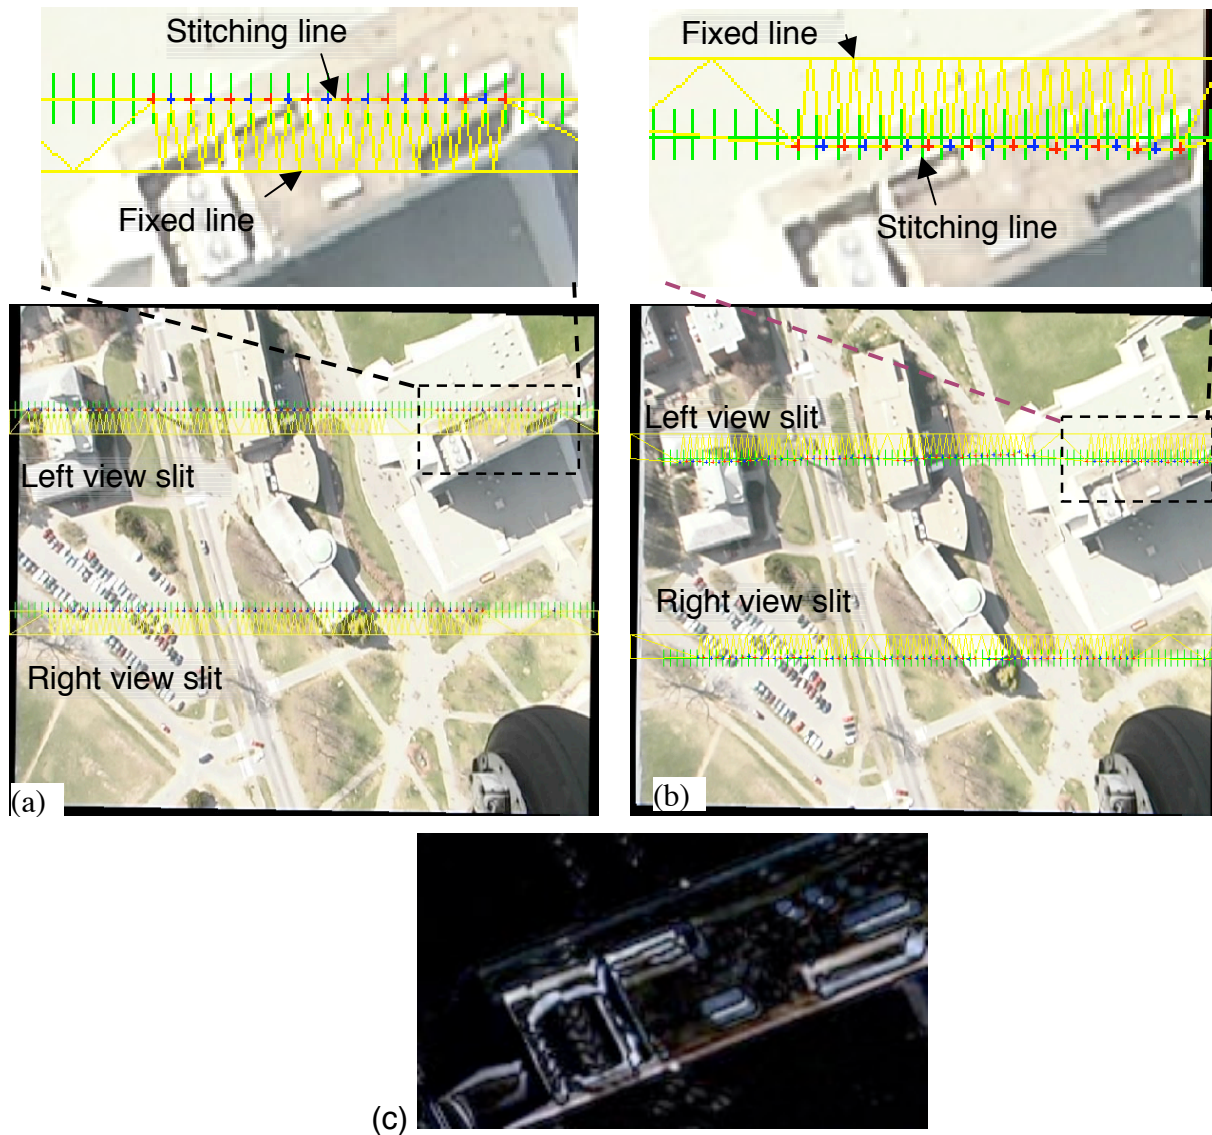 Stitching line
Fixed line
Fixed line
Stitching line
Left view slit
Right view slit
(a)
Left view slit
Right view slit
(b)
(c)